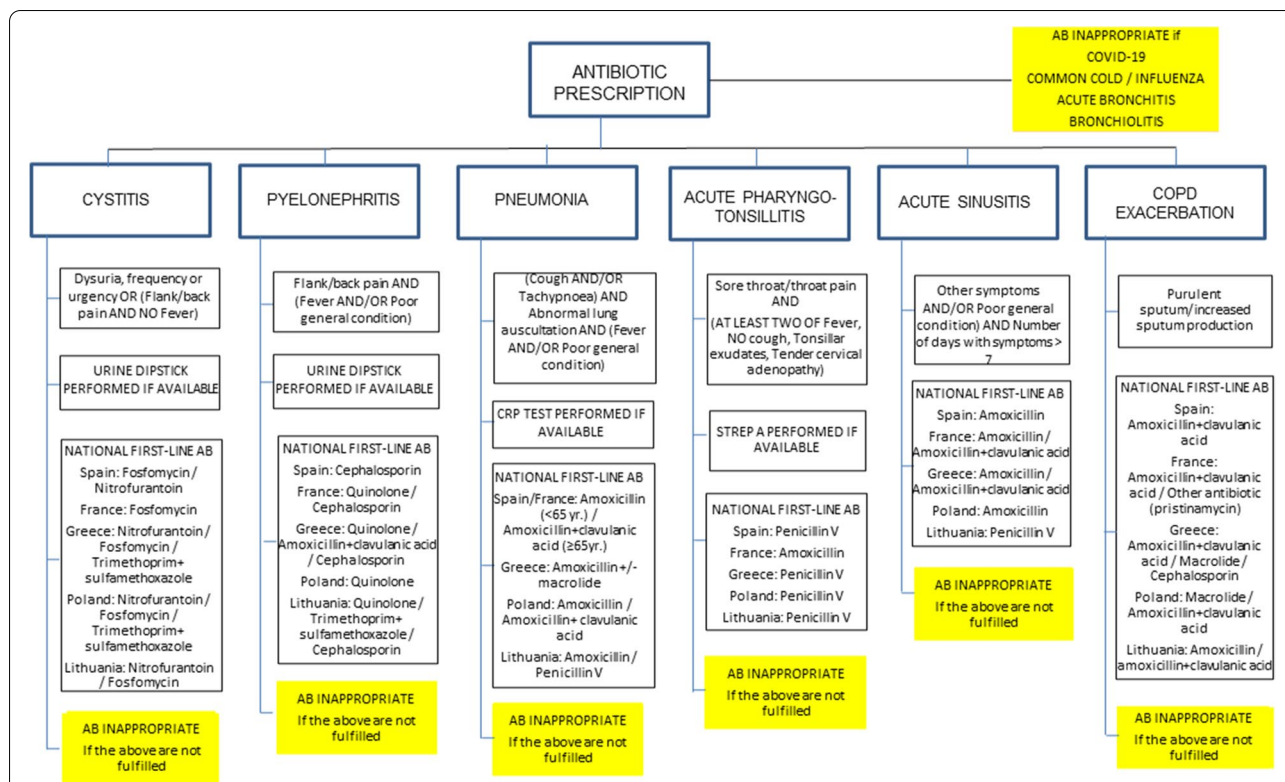 ANTIBIOTIC
PRESCRIPTION
AB INAPPROPRIATE if
COVID-19
COMMON COLD / INFLUENZA
ACUTE BRONCHITIS
BRONCHIOLITIS
CYSTITIS
Dysuria, frequency or
urgency OR (Flank/back
pain AND NO Fever)
URINE DIPSTICK
PERFORMED IF AVAILABLE
NATIONAL FIRST-LINE AB
Spain: Fosfomycin /
Nitrofurantoin
France: Fosfomycin
Greece: Nitrofurantoin /
Fosfomycin /
Trimethoprim+
sulfamethoxazole
Poland: Nitrofurantoin /
Fosfomycin /
Trimethoprim+
sulfamethoxazole
Lithuania: Nitrofurantoin
/ Fosfomycin
AB INAPPROPRIATE
If the above are not
fulfilled
PYELONEPHRITIS
Flank/back pain AND
(Fever AND/OR Poor
general condition)
URINE DIPSTICK
PERFORMED IF AVAILABLE
NATIONAL FIRST-LINE AB
Spain: Cephalosporin
France: Quinolone /
Cephalosporin
Greece: Quinolone /
Amoxicillin+clavulanic acid
/ Cephalosporin
Poland: Quinolone
Lithuania: Quinolone /
Trimethoprim+
sulfamethoxazole /
Cephalosporin
AB INAPPROPRIATE
If the above are not
fulfilled
PNEUMONIA
(Cough AND/OR
Tachypnoea) AND
Abnormal lung
auscultation AND (Fever
AND/OR Poor general
condition)
CRP TEST PERFORMED IF
AVAILABLE
NATIONAL FIRST-LINE AB
Spain/France: Amoxicillin
(<65 yr.) /
Amoxicillin+clavulanic
acid (≥65yr.)
Greece: Amoxicillin +/-
macrolide
Poland: Amoxicillin /
Amoxicillin+ clavulanic
acid
Lithuania: Amoxicillin /
Penicillin V
AB INAPPROPRIATE
If the above are not
fulfilled
ACUTE PHARYNGO-
TONSILLITIS
Sore throat/throat pain
AND
(AT LEAST TWO OF Fever,
NO cough, Tonsillar
exudates, Tender cervical
adenopathy)
STREP A PERFORMED IF
AVAILABLE
NATIONAL FIRST-LINE AB
Spain: Penicillin V
France: Amoxicillin
Greece: Penicillin V
Poland: Penicillin V
Lithuania: Penicillin V
AB INAPPROPRIATE
If the above are not
fulfilled
ACUTE SINUSITIS
Other symptoms
AND/OR Poor general
condition) AND Number
of days with symptoms >
7
NATIONAL FIRST-LINE AB
Spain: Amoxicillin
France: Amoxicillin /
Amoxicillin+clavulanic acid
Greece: Amoxicillin /
Amoxicillin+clavulanic acid
Poland: Amoxicillin
Lithuania: Penicillin V
AB INAPPROPRIATE
If the above are not
fulfilled
COPD
EXACERBATION
Purulent
sputum/increased
sputum production
NATIONAL FIRST-LINE AB
Spain:
Amoxicillin+clavulanic
acid
France:
Amoxicillin+clavulanic
acid / Other antibiotic
(pristinamycin)
Greece:
Amoxicillin+clavulanic
acid / Macrolide /
Cephalosporin
Poland: Macrolide /
Amoxicillin+clavulanic
acid
Lithuania: Amoxicillin /
amoxicillin+clavulanic acid
AB INAPPROPRIATE
If the above are not
fulfilled